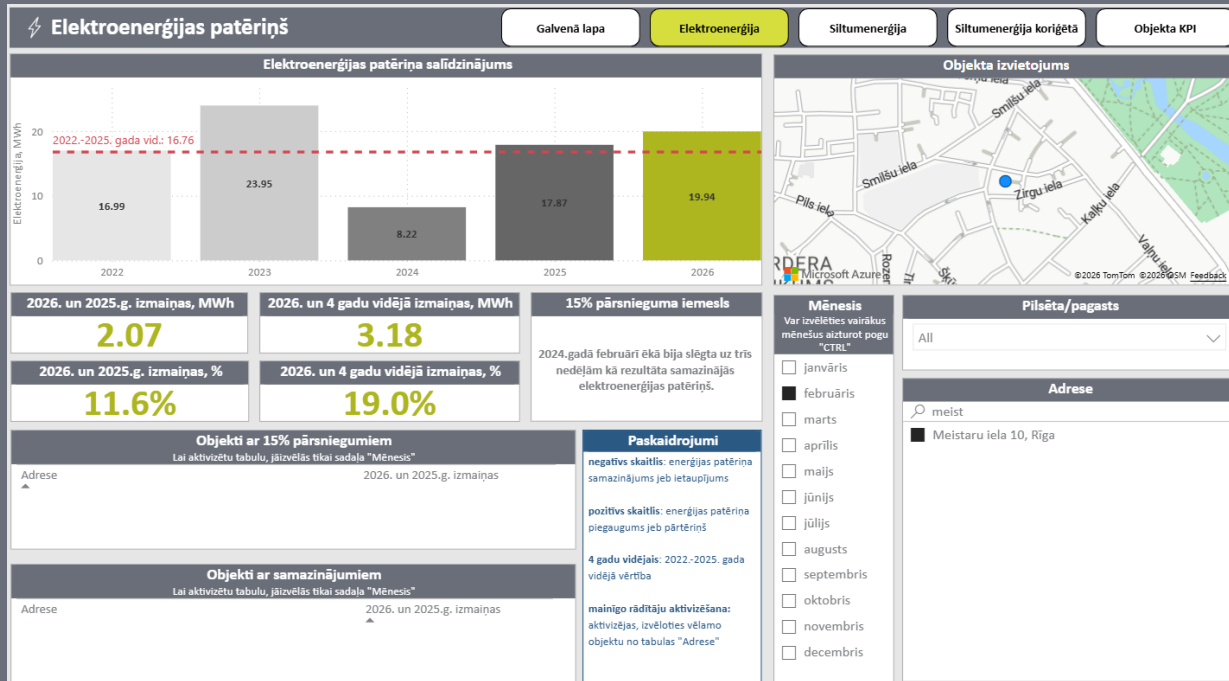 Elektroenerģijas patēriņš
Galvenā lapa
Elektroenerģija
Siltumenerģija
Siltumenerģija koriģētā
Objekta KPI
Elektroenerģijas patēriņa salīdzinājums
Elektroenerģija, MWh
20
10
0
2022.-2025. gada vid.: 16.76
16.99
23.95
8.22
17.87
19.94
2022
2023
2024
2025
2026
Objekta izvietojums
Smilšu iela
Smilšu iela
Zirgu iela
Pils iela
Kaļķu iela
Vaļņu iela
RDERA
Microsoft Azure
©2026 TomTom ©2026 OSM Feedback
2026. un 2025.g. izmaiņas, MWh
2.07
2026. un 4 gadu vidējā izmaiņas, MWh
3.18
2026. un 2025.g. izmaiņas, %
11.6%
2026. un 4 gadu vidējā izmaiņas, %
19.0%
15% pārsnieguma iemesls
2024.gadā februārī ēkā bija slēgta uz trīs
nedēļām kā rezultāta samazinājās
elektroenerģijas patēriņš.
Mēnesis
Var izvēlēties vairākus
mēnešus aizturot pogu
"CTRL"
janvāris
februāris
marts
aprīlis
maijs
jūnijs
jūlijs
augusts
septembris
oktobris
novembris
decembris
Pilsēta/pagasts
All
Adrese
meist
Meistaru iela 10, Rīga
Objekti ar 15% pārsniegumiem
Lai aktivizētu tabulu, jāizvēlās tikai sadaļa "Mēnesis"
Adrese
2026. un 2025.g. izmaiņas
Objekti ar samazinājumiem
Lai aktivizētu tabulu, jāizvēlās tikai sadaļa "Mēnesis"
Adrese
2026. un 2025.g. izmaiņas
Paskaidrojumi
negatīvs skaitlis: enerģijas patēriņa
samazinājums jeb ietaupījums
pozitīvs skaitlis: enerģijas patēriņa
piegaugums jeb pārtēriņš
4 gadu vidējais: 2022.-2025. gada
vidējā vērtība
mainīgo rādītāju aktivizēšana:
aktivizējas, izvēloties vēlamo
objektu no tabulas "Adrese"